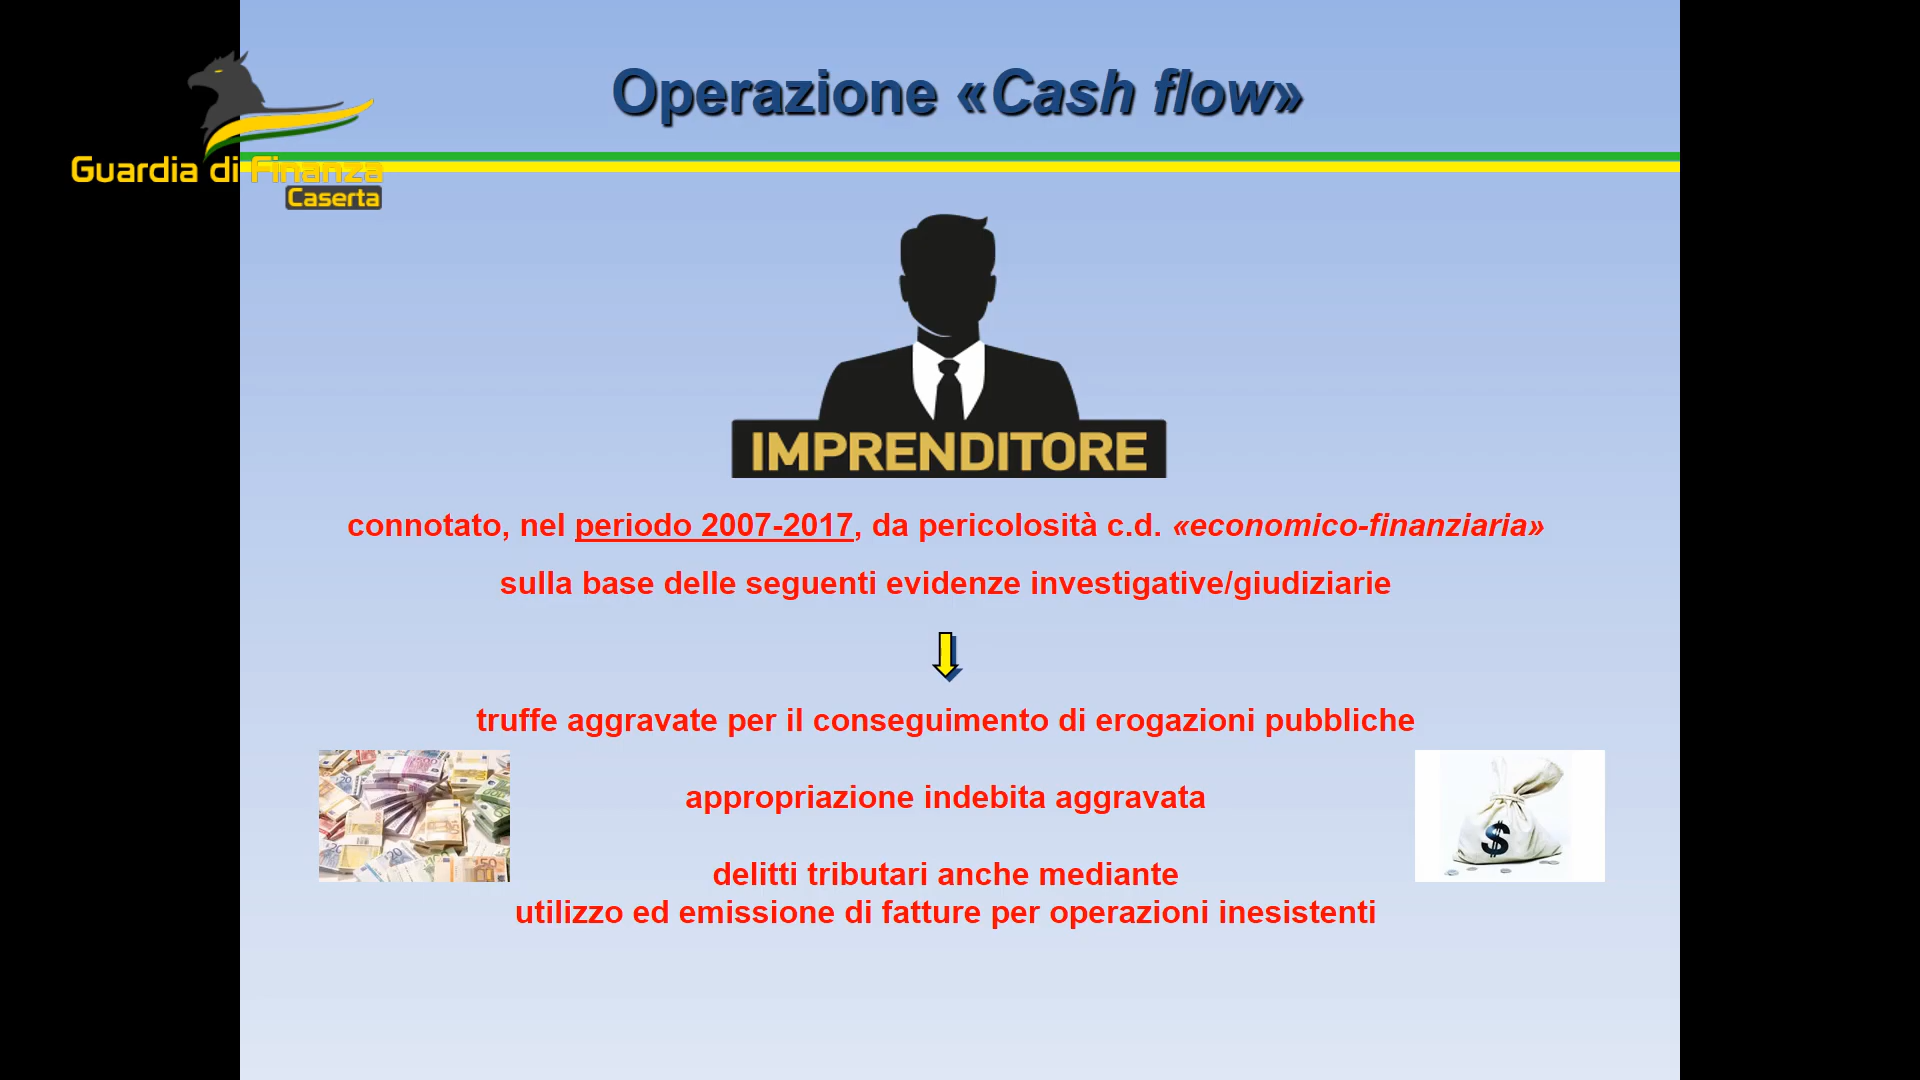 Operazione «Cash flow»
Guardia di Finanza
Caserta
IMPRENDITORE
connotato, nel periodo 2007-2017, da pericolosità c.d. «economico-finanziaria»
sulla base delle seguenti evidenze investigative/giudiziarie
truffe aggravate per il conseguimento di erogazioni pubbliche
appropriazione indebita aggravata
$
delitti tributari anche mediante
utilizzo ed emissione di fatture per operazioni inesistenti